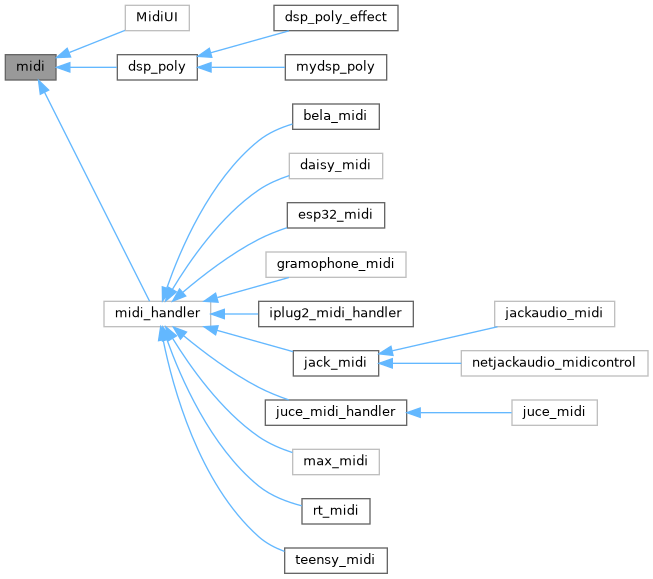 MidiUI
dsp_poly_effect
midi
dsp_poly
mydsp_poly
bela_midi
daisy_midi
esp32_midi
gramophone_midi
midi_handler
iplug2_midi_handler
jackaudio_midi
jack_midi
netjackaudio_midicontrol
juce_midi_handler
juce_midi
max_midi
rt_midi
teensy_midi